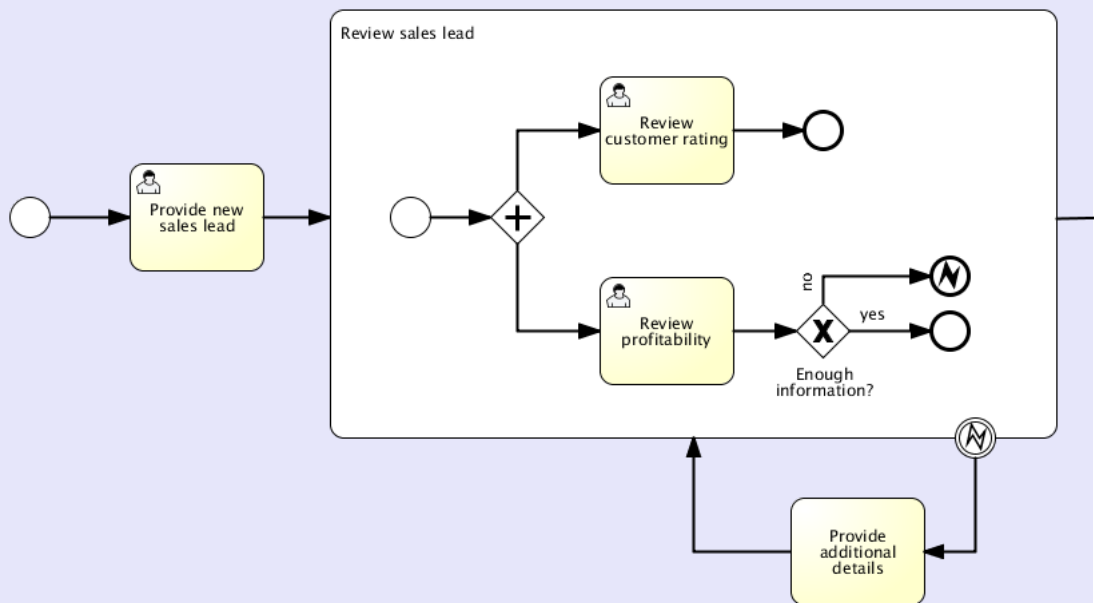 Review sales lead
Review
customer rating
Provide new
sales lead
no
yes
Review
profitability
Enough
information?
Provide
additional
details